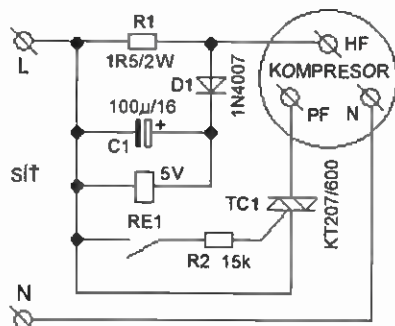 R1
L
1R5/2W
HF
D1
1N4007
KOMPRESOR
100µ/16
+
C1
PF
N
síť
5V
TC1
KT207/600
RE1
R2 15k
N